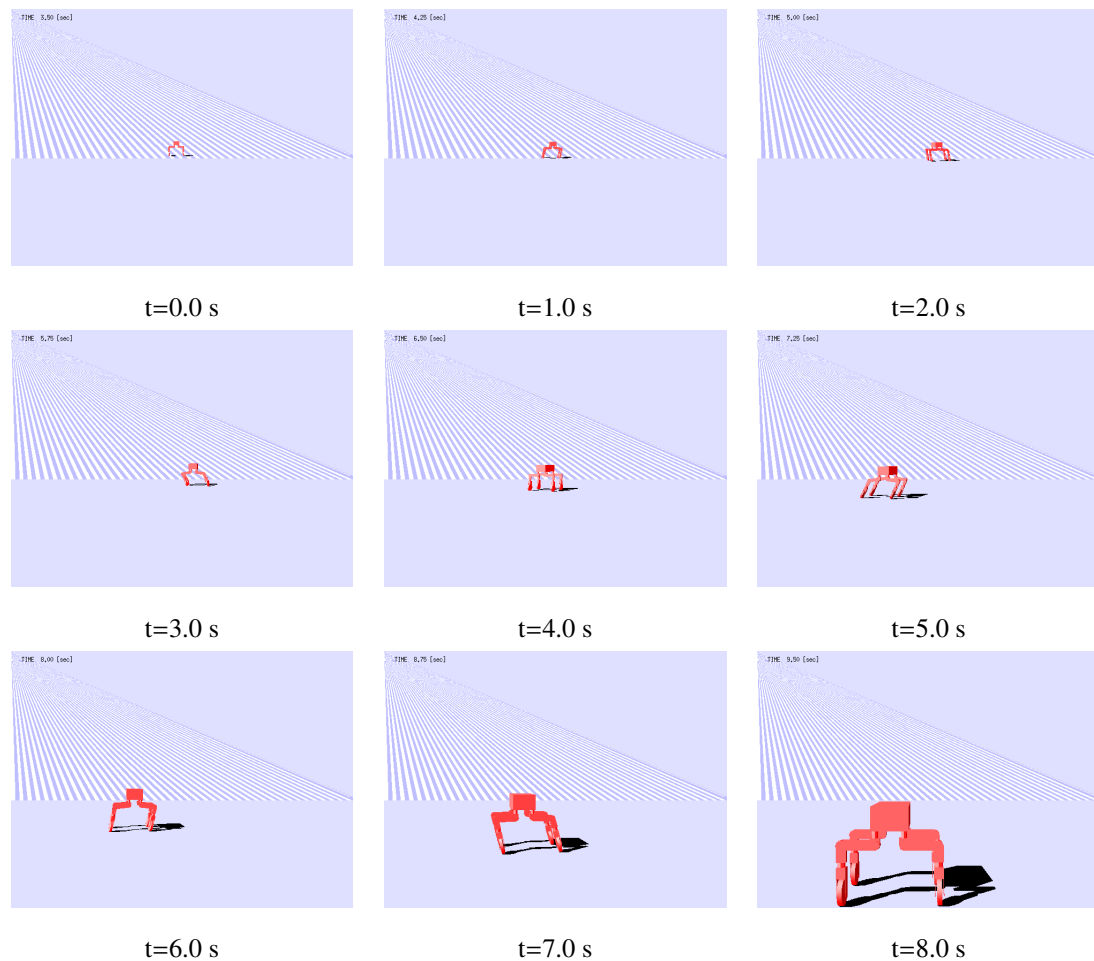 TIME 3.50 [sec]
TIME 4.25 [sec]
TIME 5.00 [sec]
t=0.0 s
t=1.0 s
t=2.0 s
TIME 5.75 [sec]
TIME 6.50 [sec]
TIME 7.25 [sec]
t=3.0 s
t=4.0 s
t=5.0 s
TIME 8.00 [sec]
TIME 8.75 [sec]
TIME 9.50 [sec]
t=6.0 s
t=7.0 s
t=8.0 s